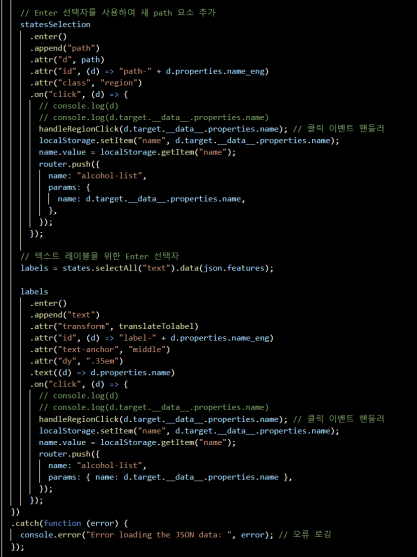 // Enter 선택자를 사용하여 새 path 요소 추가
statesSelection
.enter()
.append("path")
.attr("d", path)
.attr("id", (d) => "path-" + d.properties.name_eng)
.attr("class", "region")
.on("click", (d) => {
// console.log(d)
// console.log(d.target.__data__.properties.name)
handleRegionClick(d.target.__data__.properties.name); // 클릭 이벤트 핸들러
localStorage.setItem("name", d.target.__data__.properties.name);
name.value = localStorage.getItem("name");
router.push({
name: "alcohol-list",
params: {
name: d.target.__data__.properties.name,
},
});
});
// 텍스트 레이블을 위한 Enter 선택자
labels = states.selectAll("text").data(json.features);
labels
.enter()
.append("text")
.attr("transform", translateTolabel)
.attr("id", (d) => "label-" + d.properties.name_eng)
.attr("text-anchor", "middle")
.attr("dy", ".35em")
.text((d) => d.properties.name)
.on("click", (d) => {
// console.log(d)
// console.log(d.target.__data__.properties.name)
handleRegionClick(d.target.__data__.properties.name); // 클릭 이벤트 핸들러
localStorage.setItem("name", d.target.__data__.properties.name);
name.value = localStorage.getItem("name");
router.push({
name: "alcohol-list",
params: { name: d.target.__data__.properties.name },
});
});
})
.catch(function (error) {
console.error("Error loading the JSON data: ", error); // 오류 로깅
});